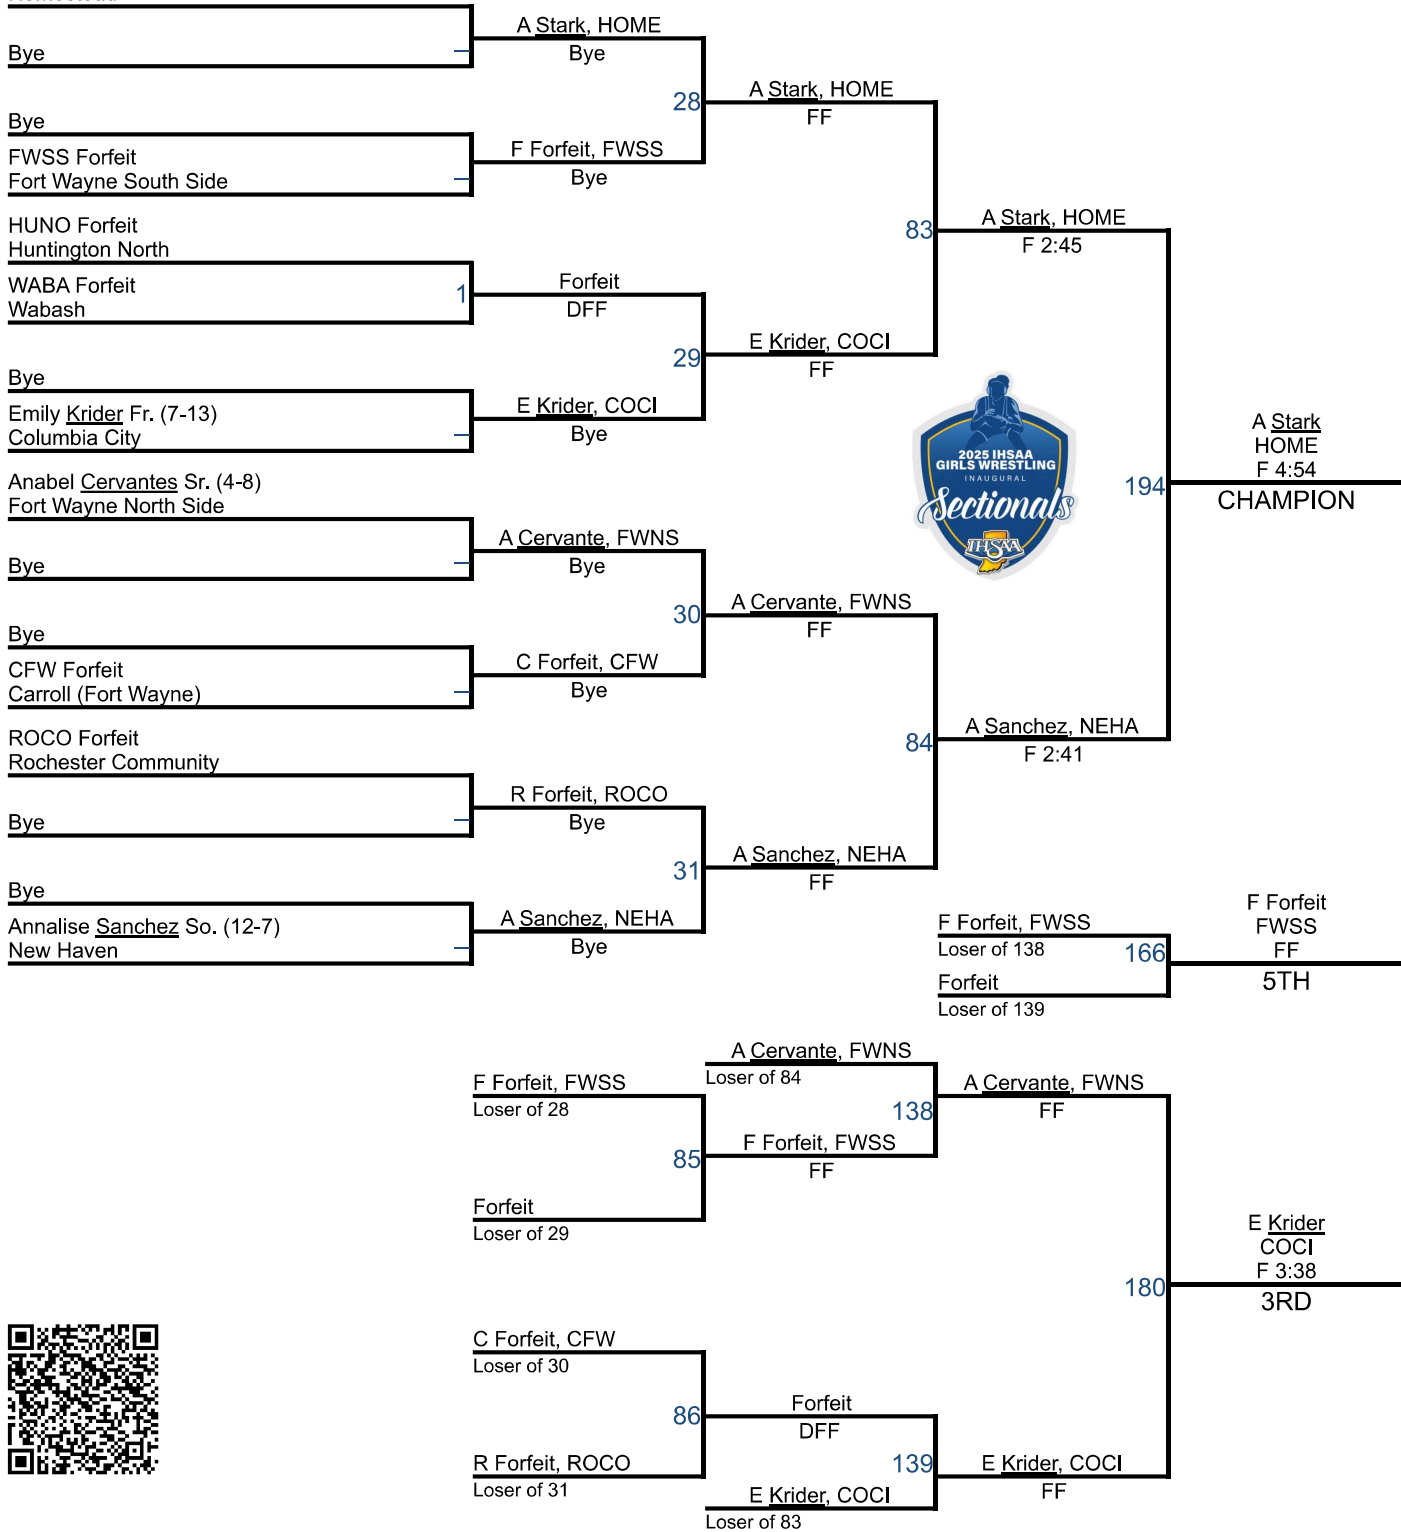 Bye
A Stark, HOME
Bye
Bye
FWSS Forfeit
Fort Wayne South Side
28
F Forfeit, FWSS
Bye
A Stark, HOME
FF
HUNO Forfeit
Huntington North
WABA Forfeit
Wabash
1
Forfeit
DFF
83
A Stark, HOME
F 2:45
29
E Krider, COCI
FF
Bye
Emily Krider Fr. (7-13)
Columbia City
E Krider, COCI
Bye
2025 IHSAA
GIRLS WRESTLING
INAUGURAL
Sectionals
IHSAA
194
A Stark
HOME
F 4:54
CHAMPION
Anabel Cervantes Sr. (4-8)
Fort Wayne North Side
Bye
A Cervante, FWNS
Bye
30
A Cervante, FWNS
FF
Bye
CFW Forfeit
Carroll (Fort Wayne)
C Forfeit, CFW
Bye
84
A Sanchez, NEHA
F 2:41
ROCO Forfeit
Rochester Community
Bye
R Forfeit, ROCO
Bye
31
A Sanchez, NEHA
FF
Bye
Annalise Sanchez So. (12-7)
New Haven
A Sanchez, NEHA
Bye
F Forfeit, FWSS
Loser of 138
166
Forfeit
Loser of 139
F Forfeit
FWSS
FF
5TH
A Cervante, FWNS
Loser of 84
F Forfeit, FWSS
Loser of 28
138
A Cervante, FWNS
FF
85
F Forfeit, FWSS
FF
Forfeit
Loser of 29
180
E Krider
COCI
F 3:38
3RD
C Forfeit, CFW
Loser of 30
86
Forfeit
DFF
139
E Krider, COCI
FF
R Forfeit, ROCO
Loser of 31
E Krider, COCI
Loser of 83